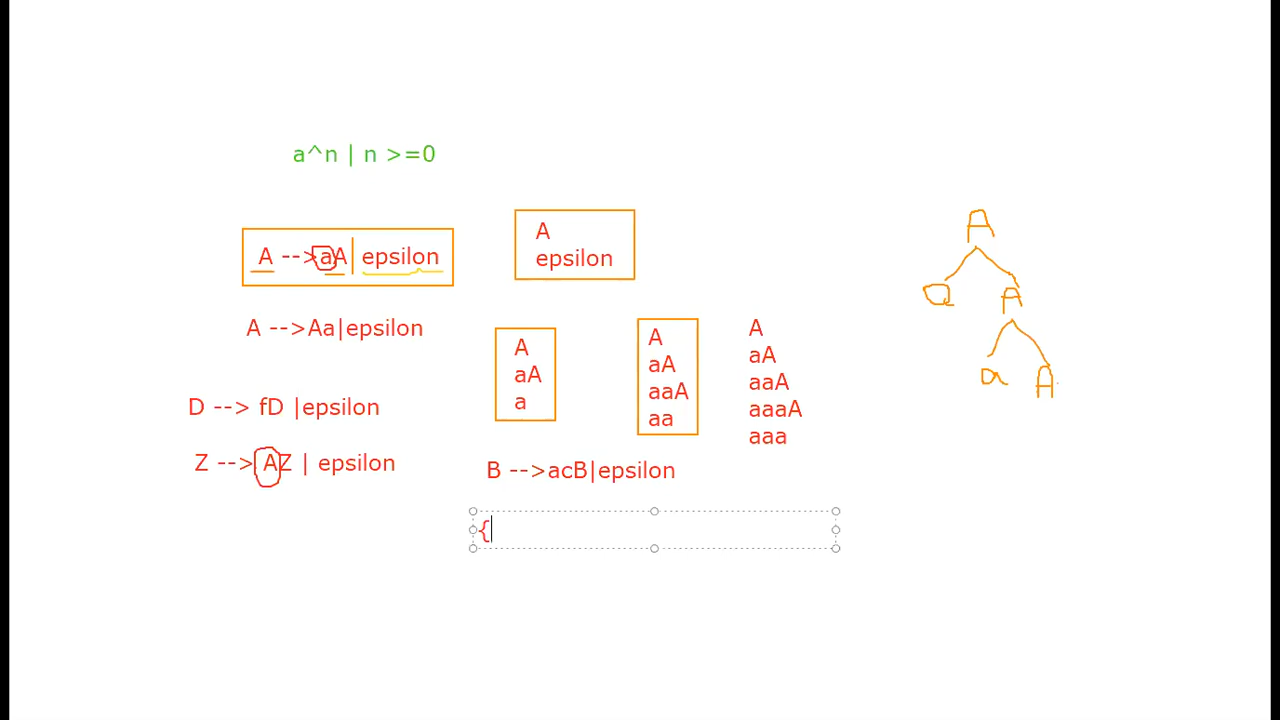 a^n | n >=0
A -->aA| epsilon
A
epsilon
A -->Aa|epsilon
D --> fD |epsilon
Z --> AZ | epsilon
A
aA
a
A
aA
aaA
aa
A
aA
aaA
aaaA
aaa
B -->acB|epsilon
{
A
a A
a A